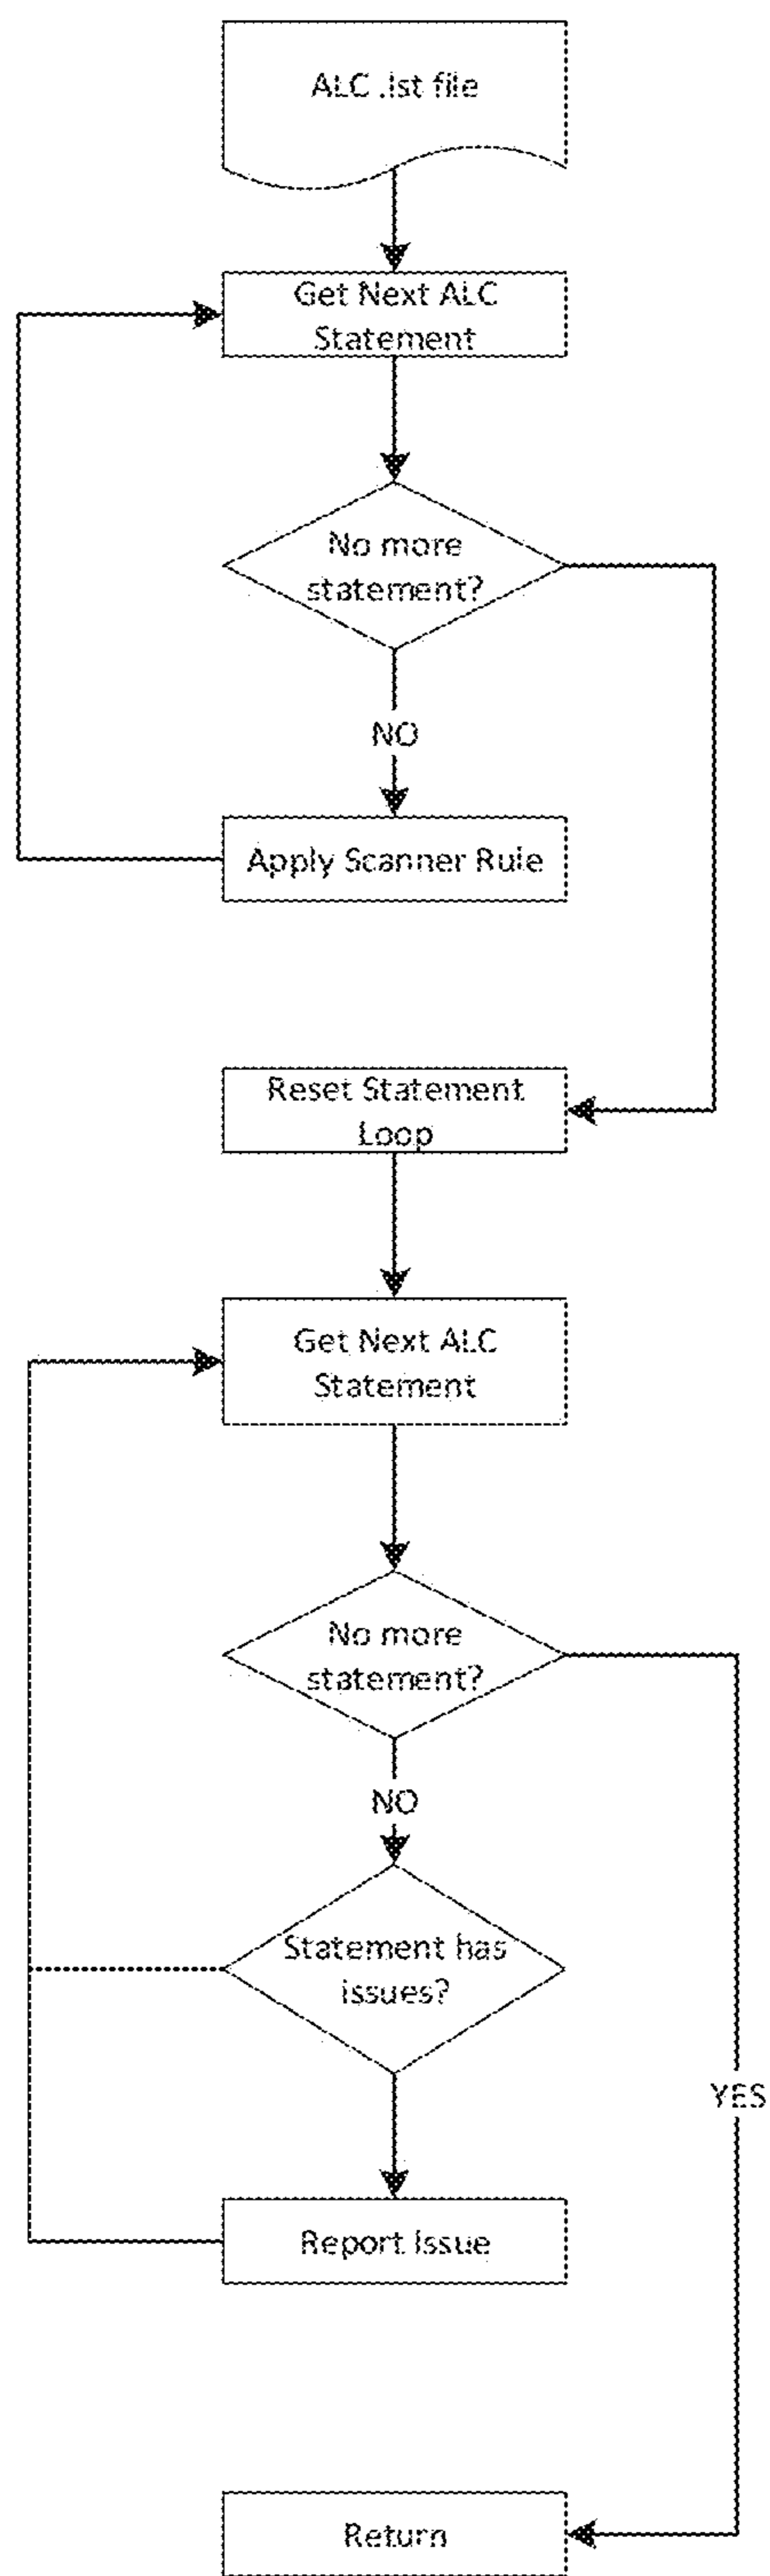 ALC .lst file
Get Next ALC
Statement
No more
statement?
NO
Apply Scanner Rule
Reset Statement
Loop
Get Next ALC
Statement
No more
statement?
NO
Statement has
issues?
YES
Report Issue
Return